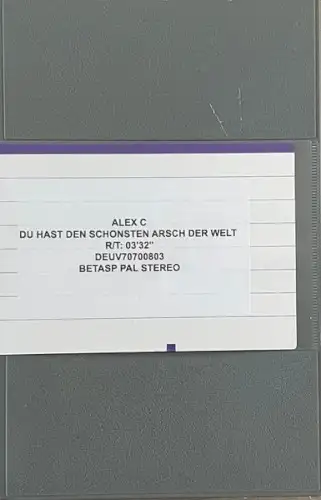 ALEX C
DU HAST DEN SCHONSTEN ARSCH DER WELT
R/T: 03'32"
DEUV70700803
BETASP PAL STEREO